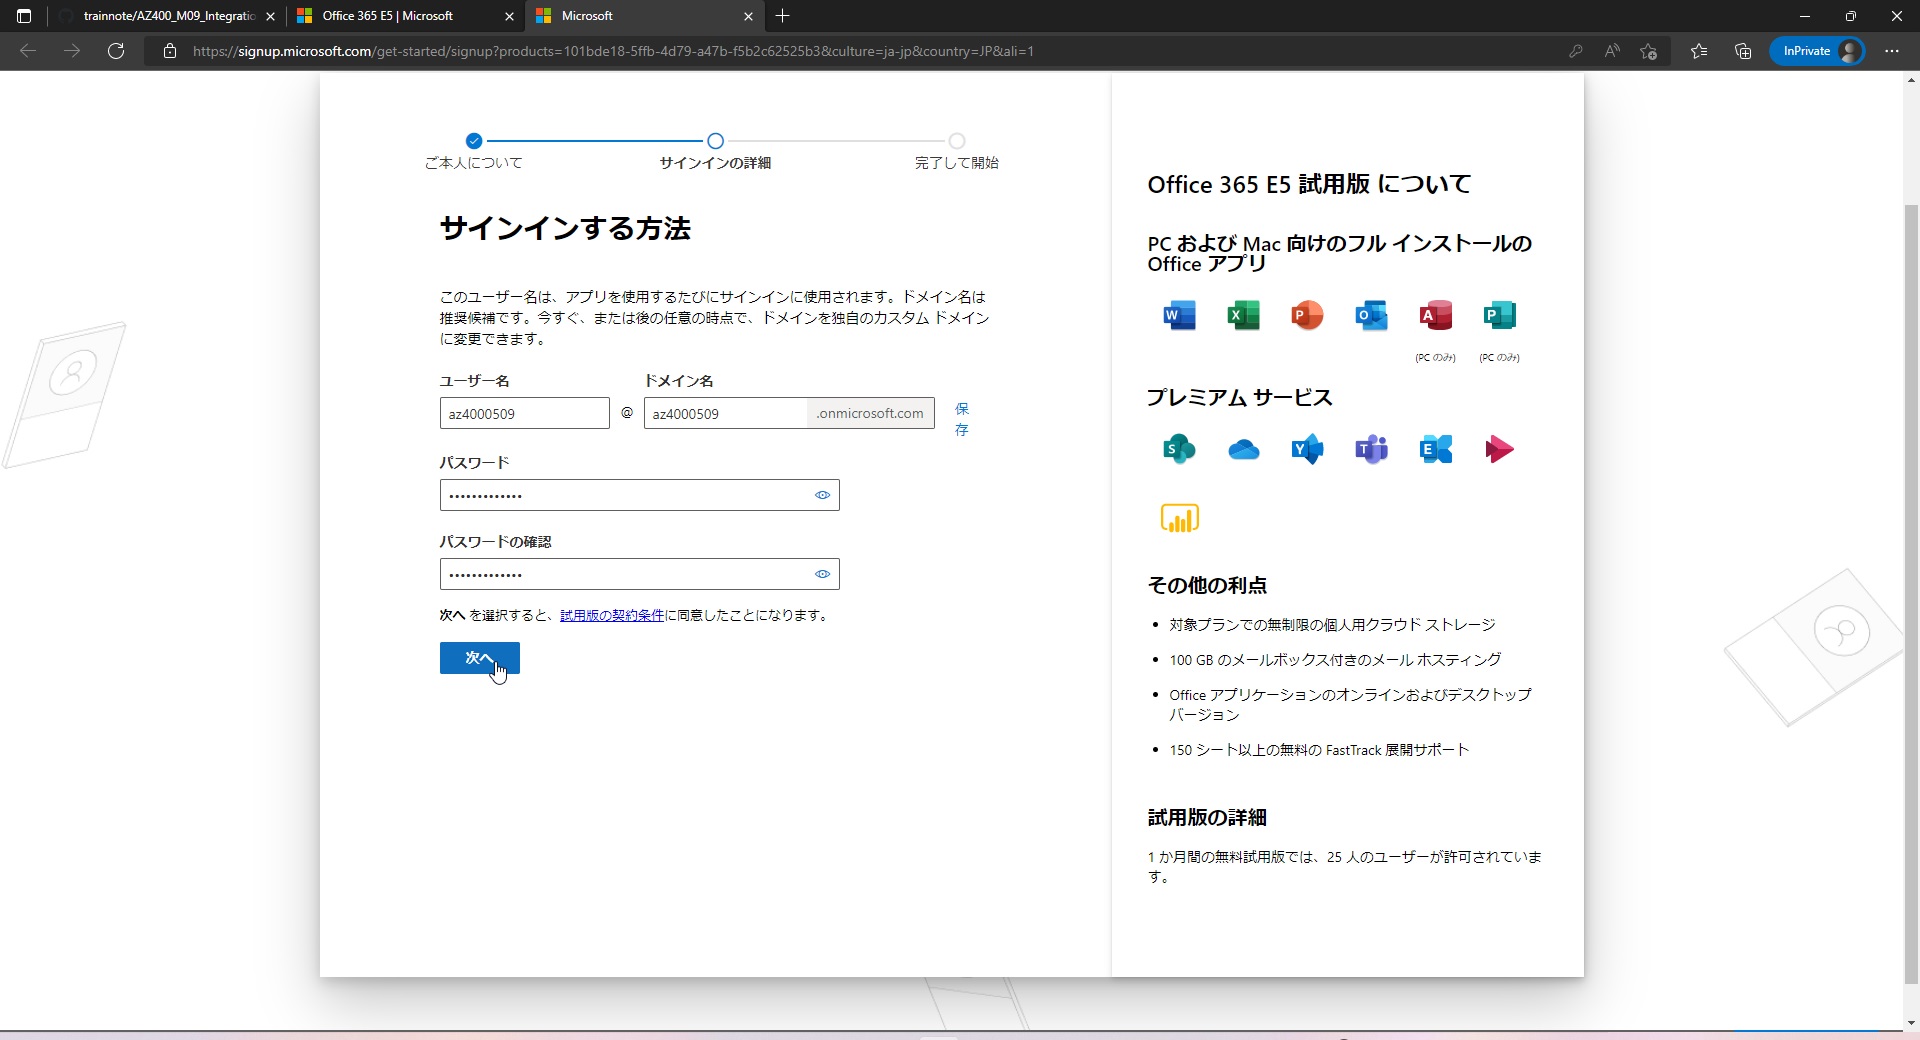 trainnote/AZ400_M09_Integratio
Office 365 E5 | Microsoft
Microsoft
https://signup.microsoft.com/get-started/signup?products=101bde18-5ffb-4d79-a47b-f5b2c62525b3&culture=ja-jp&country=JP&ali=1
InPrivate
ご本人について
サインインの詳細
完了して開始
サインインする方法
このユーザー名は、アプリを使用するたびにサインインに使用されます。ドメイン名は
推奨候補です。今すぐ、または後の任意の時点で、ドメインを独自のカスタム ドメイン
に変更できます。
ユーザー名
ドメイン名
az4000509
@
az4000509
.onmicrosoft.com
保
存
パスワード
•••••••••••••
パスワードの確認
•••••••••••••
次へ を選択すると、試用版の契約条件に同意したことになります。
次へ
Office 365 E5 試用版 について
PC および Mac 向けのフル インストールの
Office アプリ
W
X
P
O
A
P
(PC のみ)
(PC のみ)
プレミアム サービス
S
Y
T
E
その他の利点
• 対象プランでの無制限の個人用クラウド ストレージ
• 100 GB のメールボックス付きのメール ホスティング
• Office アプリケーションのオンラインおよびデスクトップ
バージョン
• 150 シート以上の無料の FastTrack 展開サポート
試用版の詳細
1 か月間の無料試用版では、25 人のユーザーが許可されていま
す。